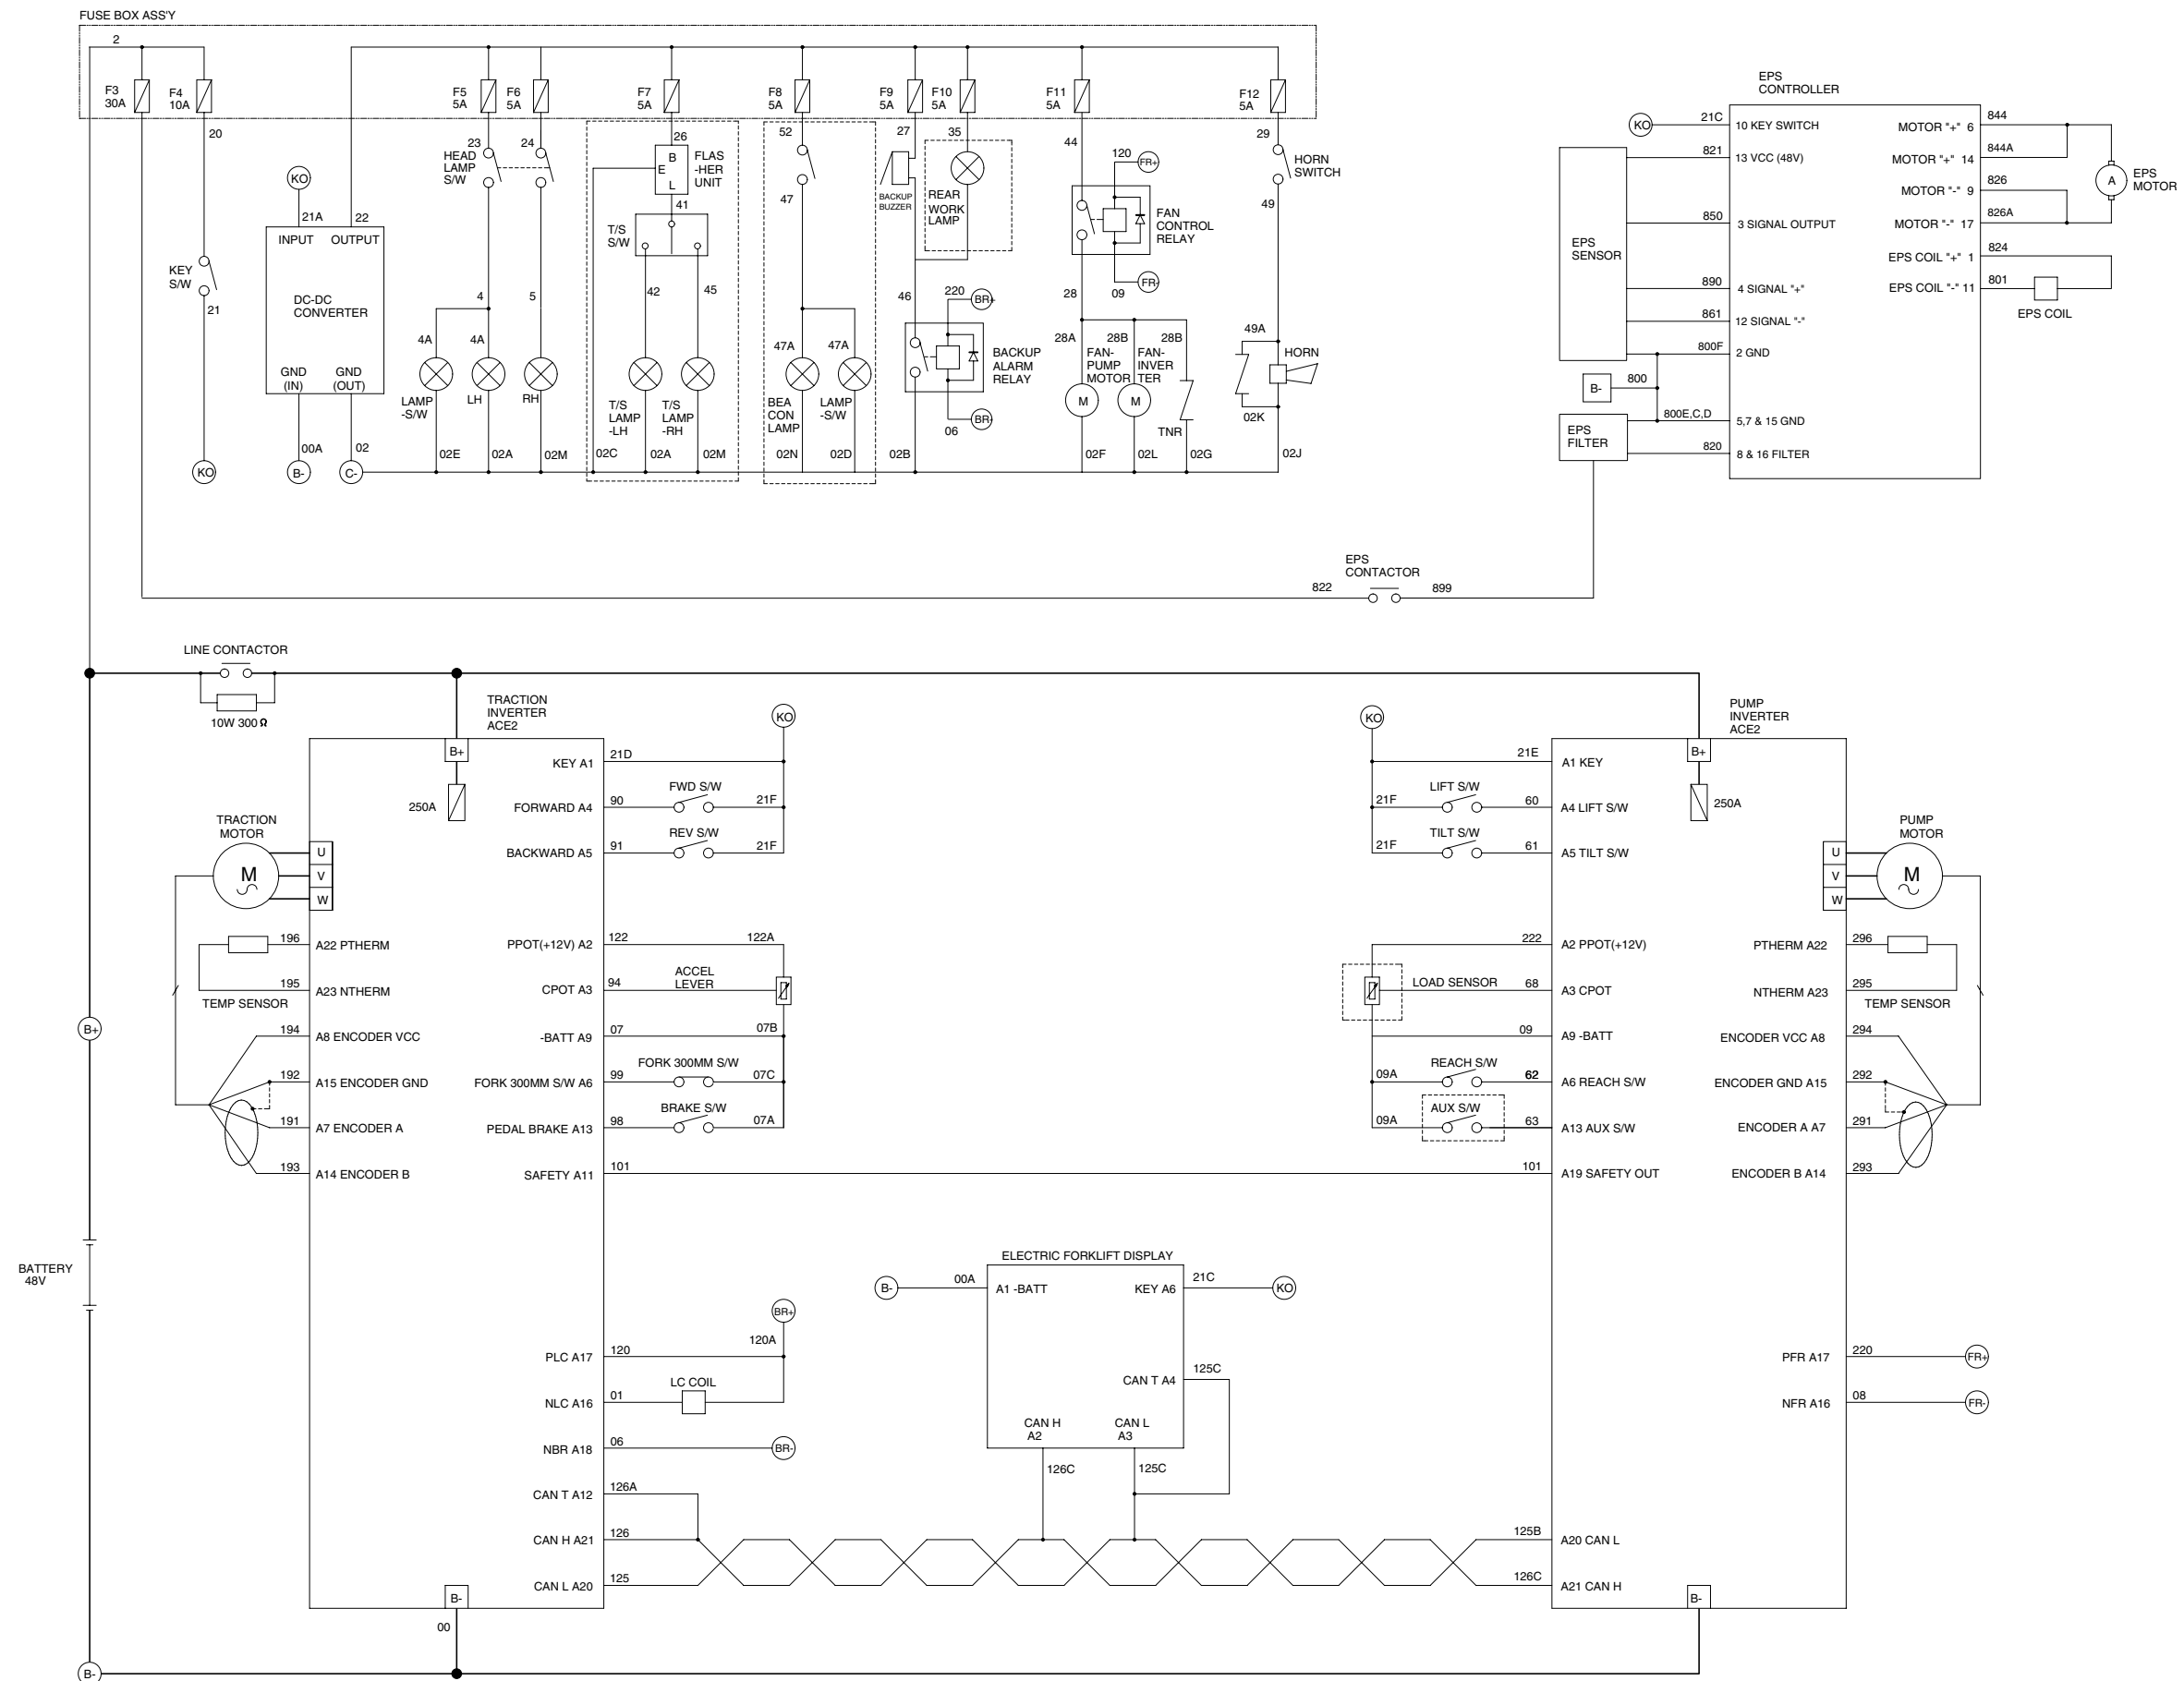 FUSE BOX ASS'Y
2
F3
30A
F4
10A
F5
5A
F6
5A
F7
5A
F8
5A
F9
5A
F10
5A
F11
5A
F12
5A
20
23
24
26
52
27
35
44
29
HEAD
LAMP
S/W
B
E
L
FLAS
-HER
UNIT
41
T/S
S/W
47
BACKUP
BUZZER
REAR
WORK
LAMP
120
FR+
FAN
CONTROL
RELAY
FR-
09
28
HORN
SWITCH
49
KO
21A
22
INPUT
OUTPUT
DC-DC
CONVERTER
GND
(IN)
GND
(OUT)
KEY
S/W
21
00A
02
KO
B-
C-
4
5
42
45
46
220
BR+
BACKUP
ALARM
RELAY
BR-
06
4A
4A
47A
47A
28A
28B
28B
FAN-
PUMP
MOTOR
FAN-
INVER
TER
M
M
TNR
49A
HORN
02K
LAMP
-S/W
LH
RH
T/S
LAMP
-LH
T/S
LAMP
-RH
BEA
CON
LAMP
LAMP
-S/W
02E
02A
02M
02C
02A
02M
02N
02D
02B
02F
02L
02G
02J
EPS
CONTROLLER
KO
21C
10 KEY SWITCH
821
13 VCC (48V)
850
3 SIGNAL OUTPUT
890
4 SIGNAL "+"
861
12 SIGNAL "-"
800F
2 GND
B-
800
800E,C,D
5,7 & 15 GND
820
8 & 16 FILTER
EPS
SENSOR
EPS
FILTER
MOTOR "+" 6
844
MOTOR "+" 14
844A
MOTOR "-" 9
826
MOTOR "-" 17
826A
EPS COIL "+" 1
824
EPS COIL "-" 11
801
A
EPS
MOTOR
EPS COIL
EPS
CONTACTOR
822
899
LINE CONTACTOR
10W 300 Ω
TRACTION
INVERTER
ACE2
B+
250A
TRACTION
MOTOR
M
U
V
W
196
A22 PTHERM
195
A23 NTHERM
TEMP SENSOR
194
A8 ENCODER VCC
192
A15 ENCODER GND
191
A7 ENCODER A
193
A14 ENCODER B
KO
KEY A1
21D
FORWARD A4
90
FWD S/W
21F
BACKWARD A5
91
REV S/W
21F
PPOT(+12V) A2
122
122A
CPOT A3
94
ACCEL
LEVER
-BATT A9
07
07B
FORK 300MM S/W A6
99
FORK 300MM S/W
07C
PEDAL BRAKE A13
98
BRAKE S/W
07A
SAFETY A11
101
BR+
120A
PLC A17
120
NLC A16
01
LC COIL
NBR A18
06
BR-
CAN T A12
126A
CAN H A21
126
CAN L A20
125
B-
00
B+
BATTERY
48V
B-
ELECTRIC FORKLIFT DISPLAY
B-
00A
A1 -BATT
KEY A6
21C
KO
CAN T A4
125C
CAN H
A2
CAN L
A3
126C
125C
PUMP
INVERTER
ACE2
KO
21E
A1 KEY
B+
250A
21F
LIFT S/W
60
A4 LIFT S/W
21F
TILT S/W
61
A5 TILT S/W
222
A2 PPOT(+12V)
LOAD SENSOR
68
A3 CPOT
09
A9 -BATT
09A
REACH S/W
62
A6 REACH S/W
09A
AUX S/W
63
A13 AUX S/W
101
A19 SAFETY OUT
PUMP
MOTOR
U
V
W
M
PTHERM A22
296
NTHERM A23
295
TEMP SENSOR
ENCODER VCC A8
294
ENCODER GND A15
292
ENCODER A A7
291
ENCODER B A14
293
PFR A17
220
FR+
NFR A16
08
FR-
125B
A20 CAN L
126C
A21 CAN H
B-